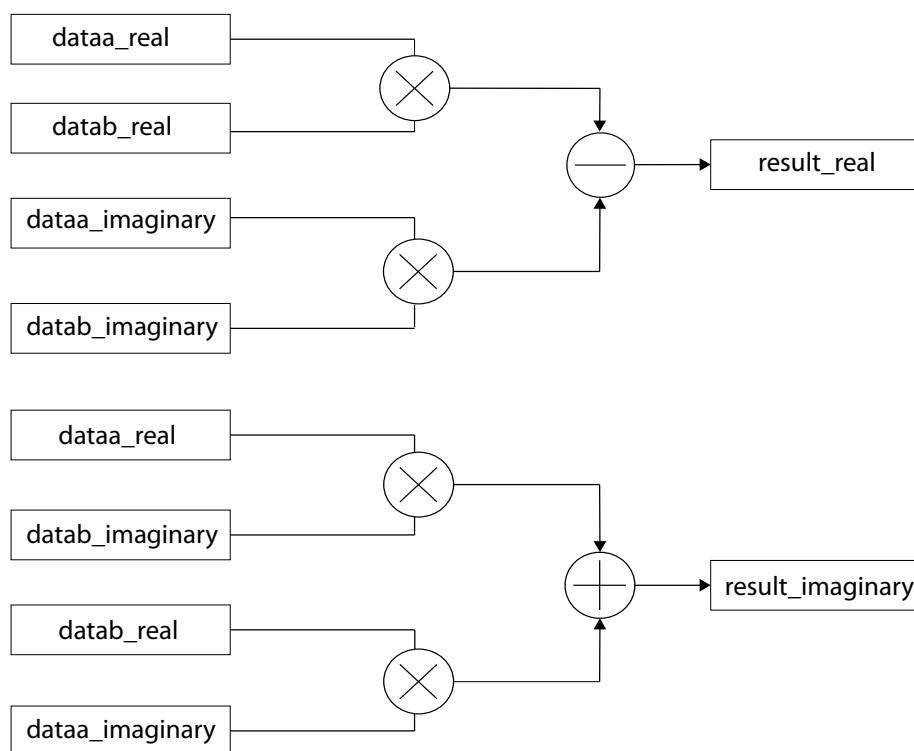 dataa_real
datab_real
dataa_imaginary
datab_imaginary
result_real
dataa_real
datab_imaginary
datab_real
dataa_imaginary
result_imaginary